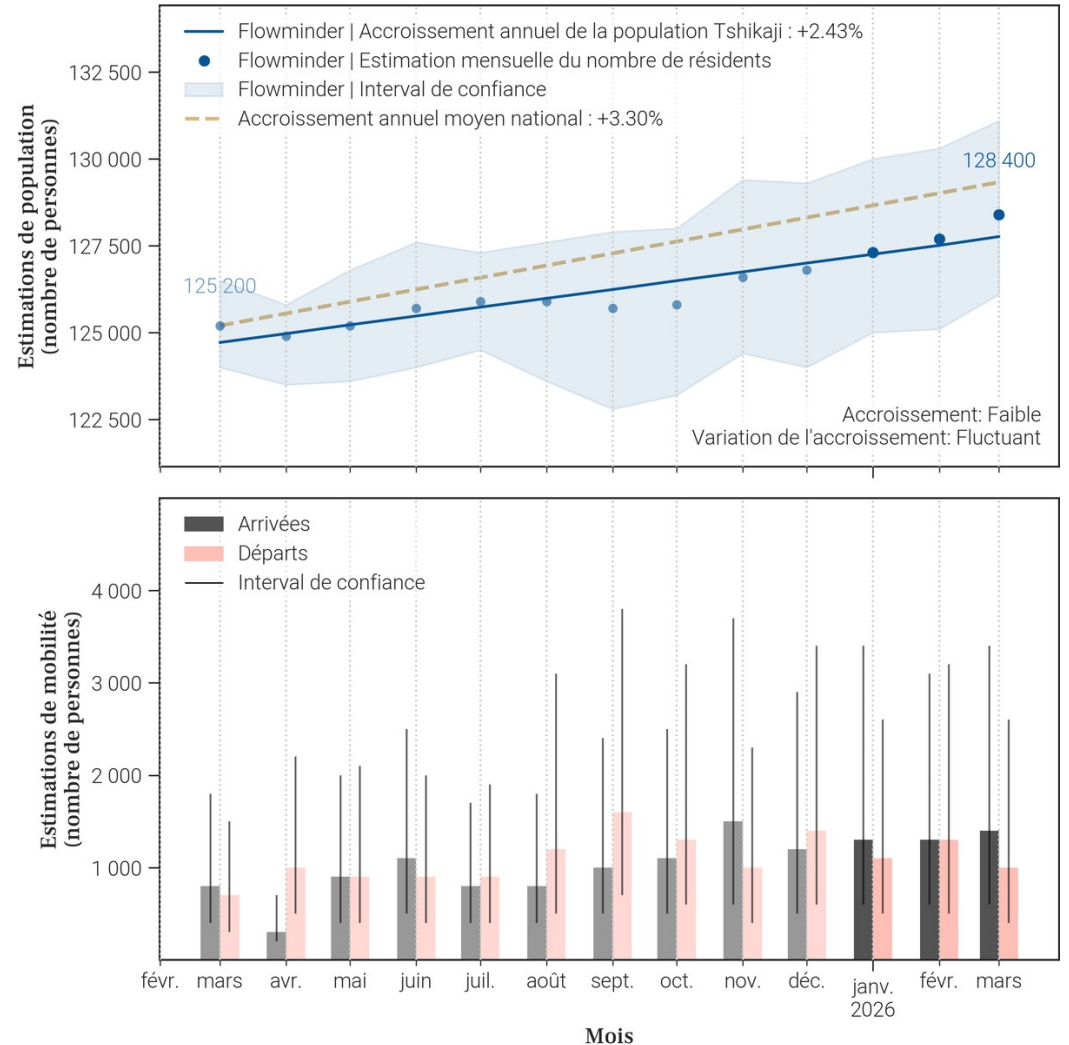 Flowminder | Accroissement annuel de la population Tshikaji : +2.43%
Flowminder | Estimation mensuelle du nombre de résidents
Flowminder | Interval de confiance
Accroissement annuel moyen national : +3.30%
Estimations de population
(nombre de personnes)
132 500
130 000
127 500
125 000
122 500
125 200
128 400
Accroissement: Faible
Variation de l'accroissement: Fluctuant
Arrivées
Départs
Interval de confiance
Estimations de mobilité
(nombre de personnes)
4 000
3 000
2 000
1 000
févr. mars avr. mai juin juil. août sept. oct. nov. déc. janv. févr. mars
2026
Mois